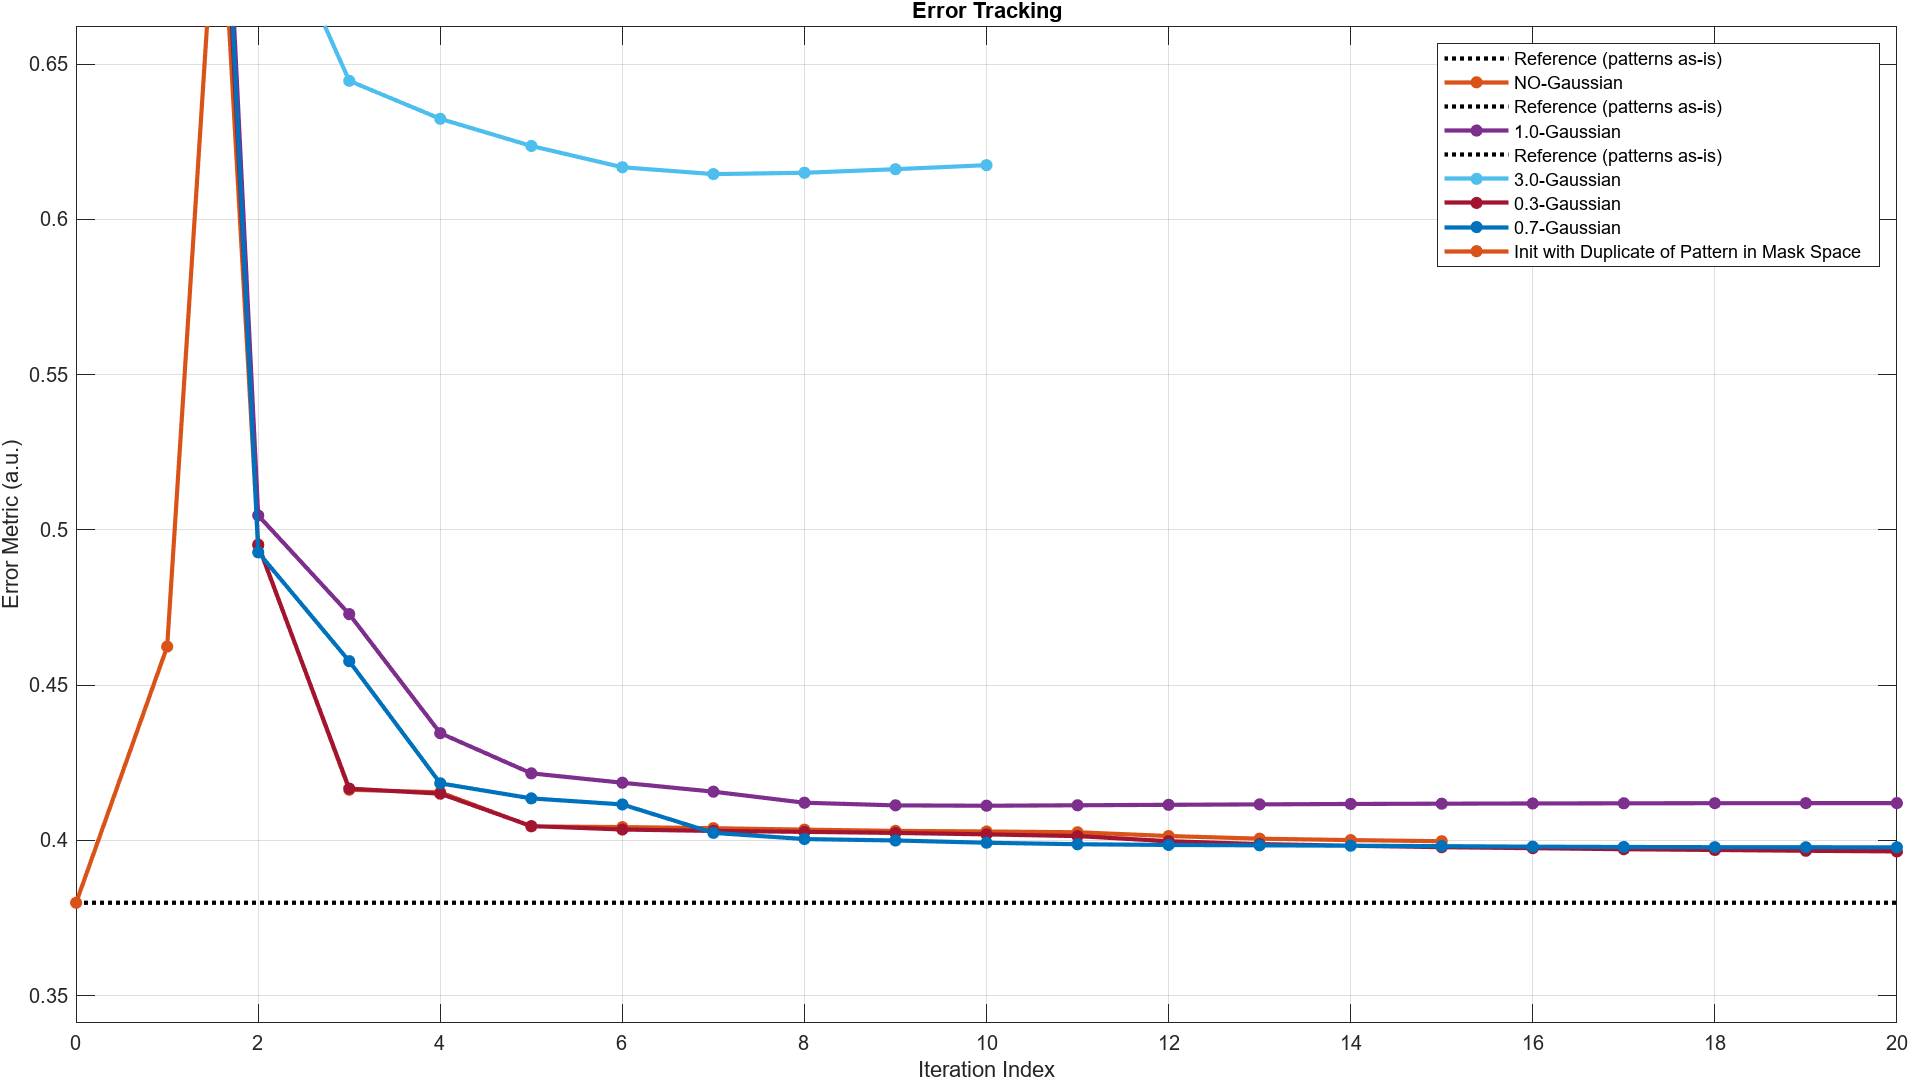 Error Tracking
0.65
0.6
0.55
0.5
0.45
0.4
0.35
Error Metric (a.u.)
Reference (patterns as-is)
NO-Gaussian
Reference (patterns as-is)
1.0-Gaussian
Reference (patterns as-is)
3.0-Gaussian
0.3-Gaussian
0.7-Gaussian
Init with Duplicate of Pattern in Mask Space
0 2 4 6 8 10 12 14 16 18 20
Iteration Index